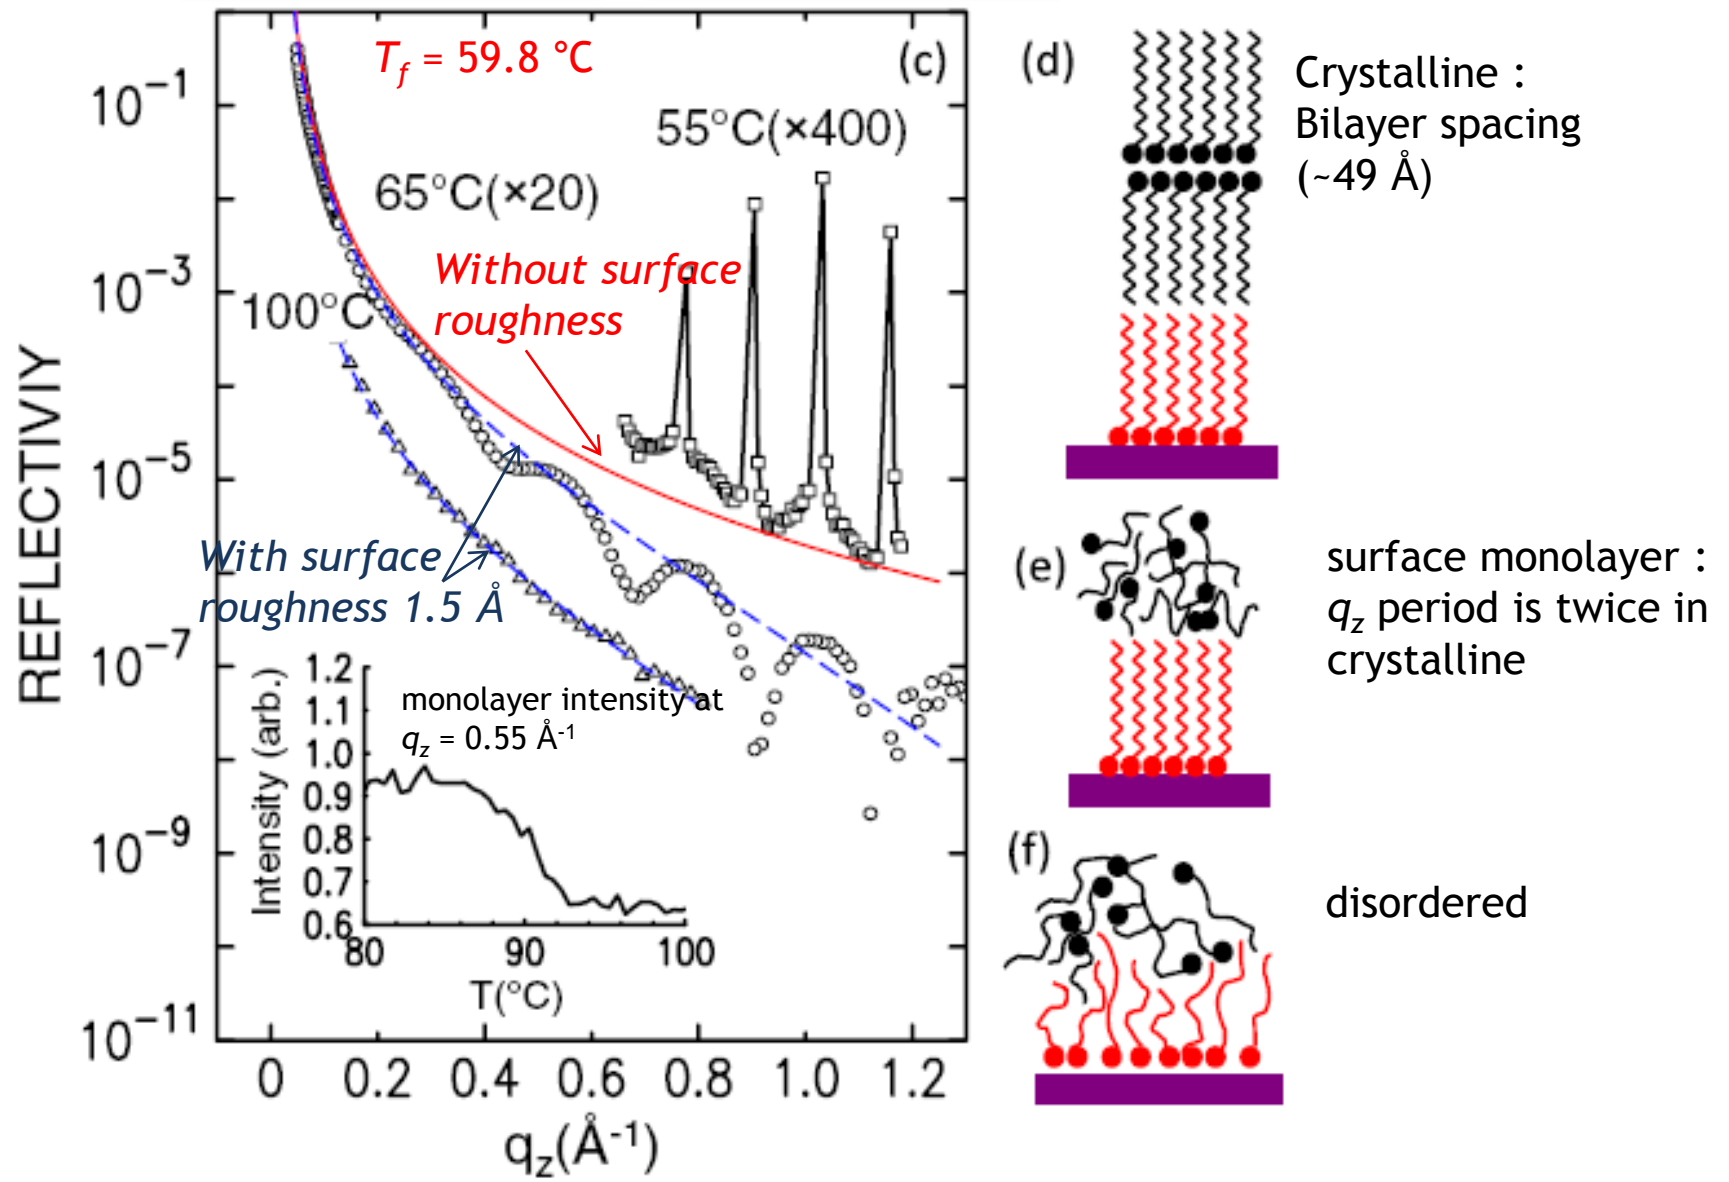 T_f = 59.8 °C
(c)
55°C(×400)
65°C(×20)
Without surface
roughness
100°C
With surface
roughness 1.5 Å
REFLECTIVIY
10⁻¹
10⁻³
10⁻⁵
10⁻⁷
10⁻⁹
10⁻¹¹
0 0.2 0.4 0.6 0.8 1.0 1.2
q_z(Å⁻¹)
monolayer intensity at
q_z = 0.55 Å⁻¹
Intensity (arb.)
1.2
1.1
1.0
0.9
0.8
0.7
0.6
80 90 100
T(°C)
(d)
Crystalline :
Bilayer spacing
(~49 Å)
(e)
surface monolayer :
q_z period is twice in
crystalline
(f)
disordered